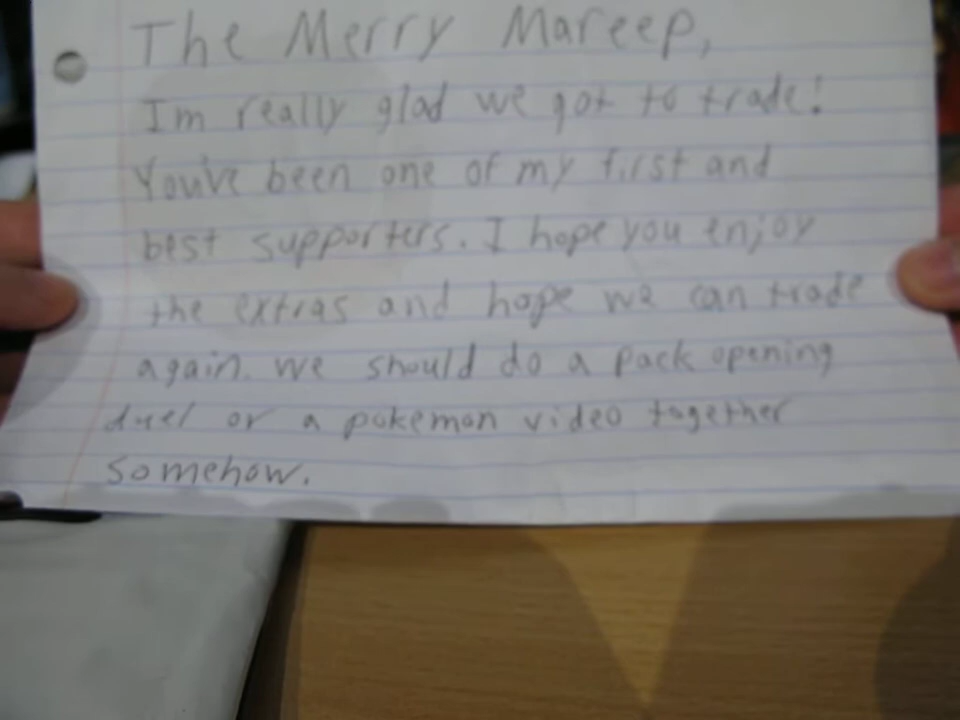 The Merry Mareep,
I'm really glad we got to trade!
You've been one of my first and
best supporters. I hope you enjoy
the extras and hope we can trade
again. We should do a pack opening
duel or a pokemon video together
somehow.